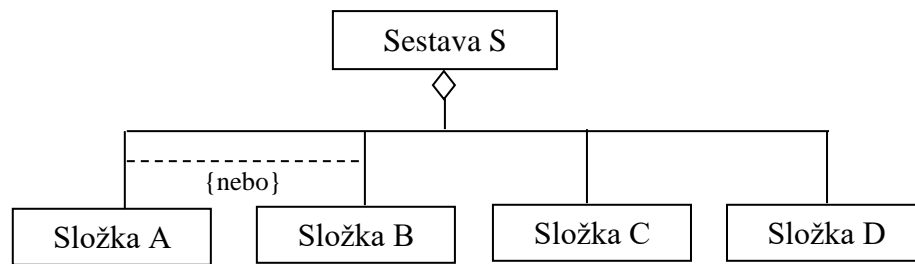 Sestava S
{nebo}
Složka A
Složka B
Složka C
Složka D